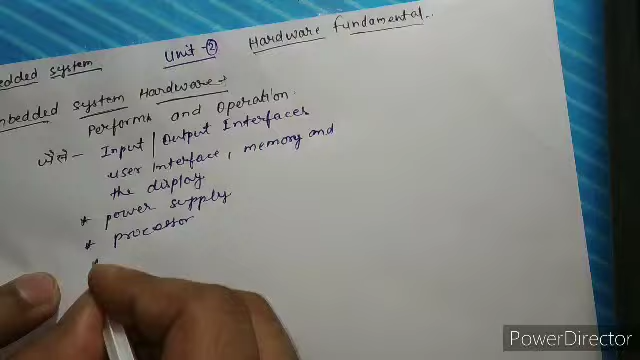 edded System
Unit-2 Hardware fundamental..
mbedded System Hardware→
Performs and Operation.
जैसे- Input | Output Interfaces
user Interface, memory and
the display
* power supply
* processor
*
PowerDirector